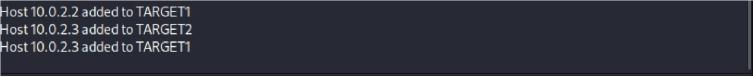 Host 10.0.2.2 added to TARGET1
Host 10.0.2.3 added to TARGET2
Host 10.0.2.3 added to TARGET1